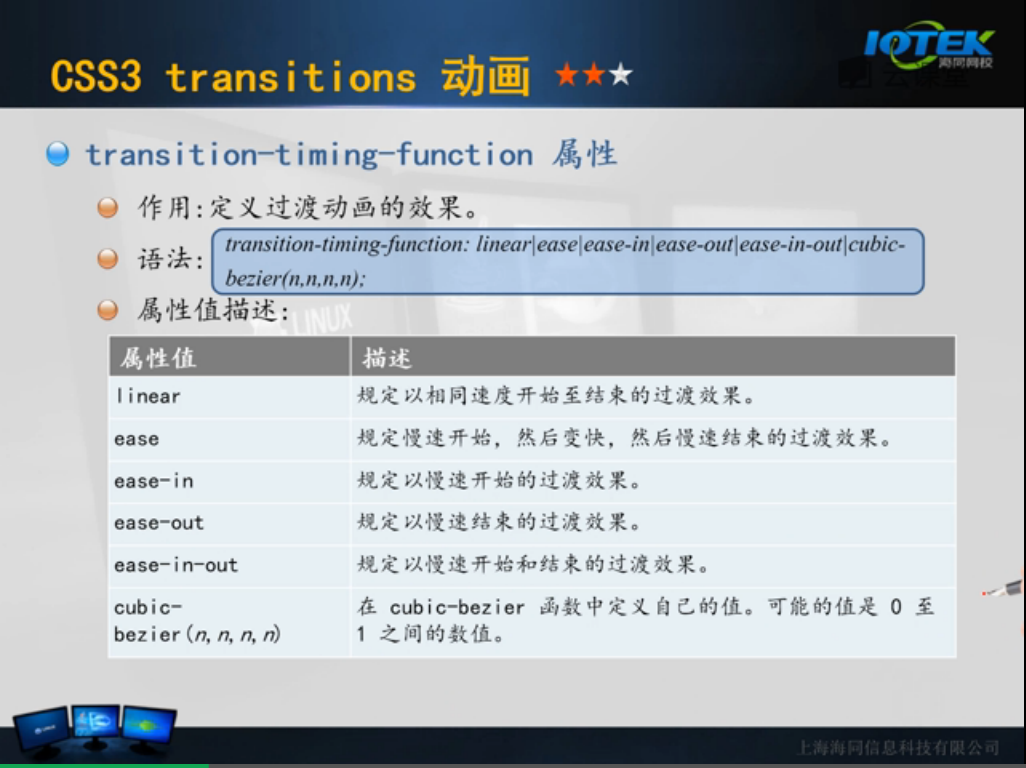 CSS3 transitions 动画
IOTEK
海同网校
云课堂
transition-timing-function 属性
作用:定义过渡动画的效果。
语法:
transition-timing-function: linear|ease|ease-in|ease-out|ease-in-out|cubic-
bezier(n,n,n,n);
属性值描述:
LINUX
属性值 描述
linear 规定以相同速度开始至结束的过渡效果。
ease 规定慢速开始，然后变快，然后慢速结束的过渡效果。
ease-in 规定以慢速开始的过渡效果。
ease-out 规定以慢速结束的过渡效果。
ease-in-out 规定以慢速开始和结束的过渡效果。
cubic- 在 cubic-bezier 函数中定义自己的值。可能的值是 0 至
bezier(n,n,n,n) 1 之间的数值。
上海海同信息科技有限公司